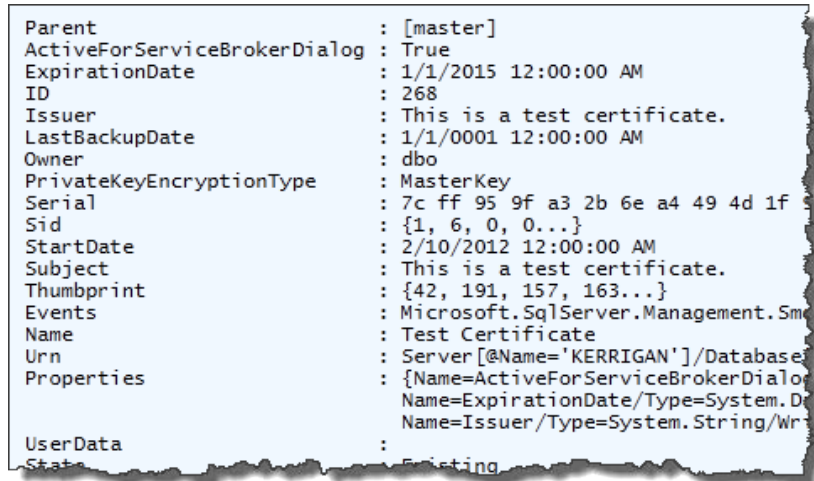 Parent : [master]
ActiveForServiceBrokerDialog : True
ExpirationDate : 1/1/2015 12:00:00 AM
ID : 268
Issuer : This is a test certificate.
LastBackupDate : 1/1/0001 12:00:00 AM
Owner : dbo
PrivateKeyEncryptionType : MasterKey
Serial : 7c ff 95 9f a3 2b 6e a4 49 4d 1f
Sid : {1, 6, 0, 0...}
StartDate : 2/10/2012 12:00:00 AM
Subject : This is a test certificate.
Thumbprint : {42, 191, 157, 163...}
Events : Microsoft.SqlServer.Management.Smo
Name : Test Certificate
Urn : Server[@Name='KERRIGAN']/Database
Properties : {Name=ActiveForServiceBrokerDialo
Name=ExpirationDate/Type=System.D
Name=Issuer/Type=System.String/Wri
UserData :
State : Existing